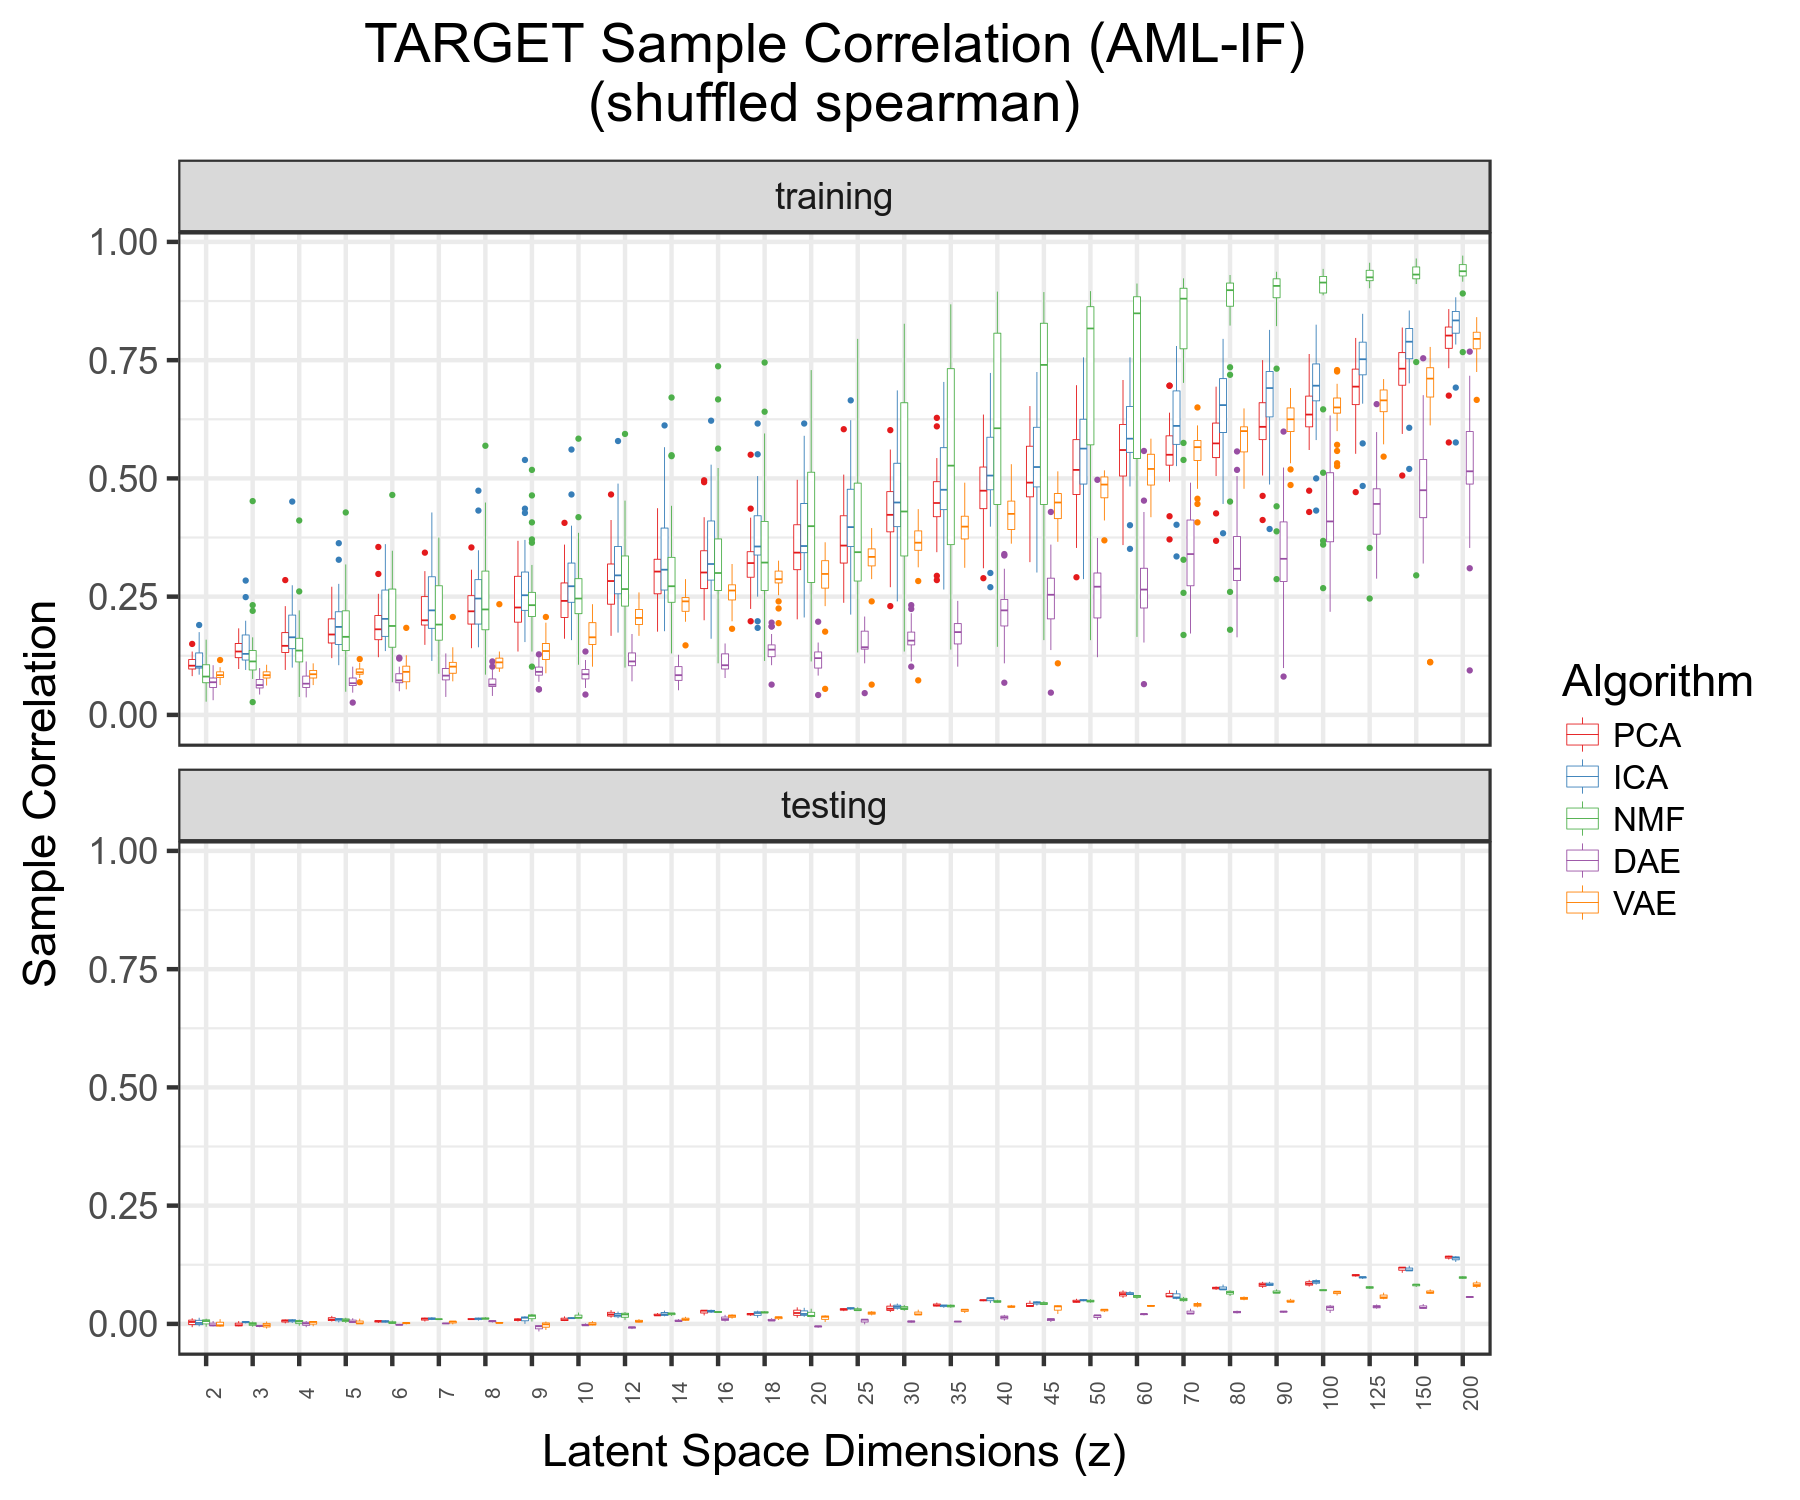 TARGET Sample Correlation (AML-IF)
(shuffled spearman)
training
1.00
0.75
0.50
0.25
0.00
testing
1.00
0.75
0.50
0.25
0.00
Sample Correlation
2 3 4 5 6 7 8 9 10 12 14 16 18 20 25 30 35 40 45 50 60 70 80 90 100 125 150 200
Latent Space Dimensions (z)
Algorithm
PCA
ICA
NMF
DAE
VAE